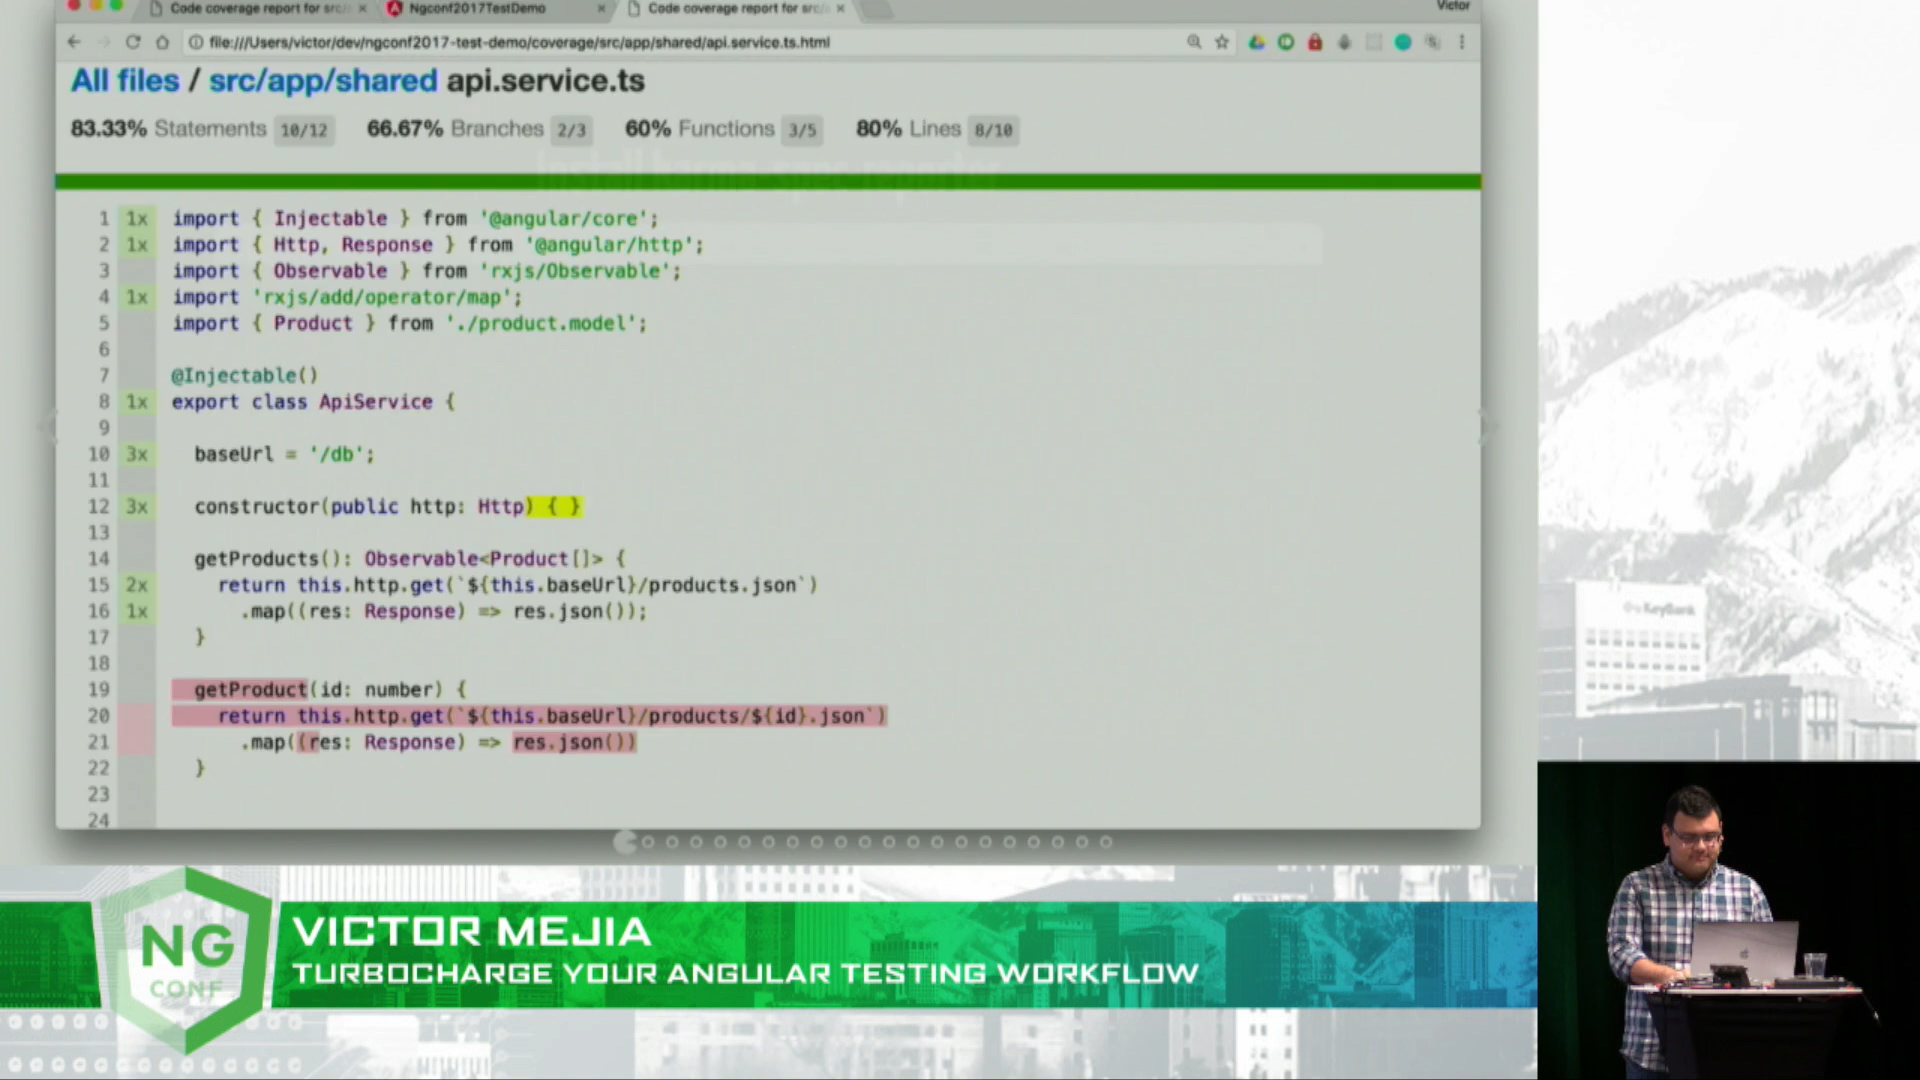 Code coverage report for src/
Ngconf2017TestDemo
Code coverage report for src/
Victor
file:///Users/victor/dev/ngconf2017-test-demo/coverage/src/app/shared/api.service.ts.html
All files / src/app/shared api.service.ts
83.33% Statements 10/12 66.67% Branches 2/3 60% Functions 3/5 80% Lines 8/10
1 1x import { Injectable } from '@angular/core';
2 1x import { Http, Response } from '@angular/http';
3 import { Observable } from 'rxjs/Observable';
4 1x import 'rxjs/add/operator/map';
5 import { Product } from './product.model';
6
7 @Injectable()
8 1x export class ApiService {
9
10 3x baseUrl = '/db';
11
12 3x constructor(public http: Http) { }
13
14 getProducts(): Observable<Product[]> {
15 2x return this.http.get(`${this.baseUrl}/products.json`)
16 1x .map((res: Response) => res.json());
17 }
18
19 getProduct(id: number) {
20 return this.http.get(`${this.baseUrl}/products/${id}.json`)
21 .map((res: Response) => res.json())
22 }
23
24
KeyBank
NG
CONF
VICTOR MEJIA
TURBOCHARGE YOUR ANGULAR TESTING WORKFLOW